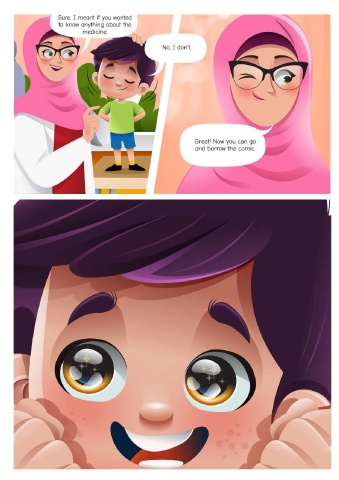 Sure, I meant if you wanted
to know anything about the
medicine.
No, I don't.
Great! Now you can go
and borrow the comic.